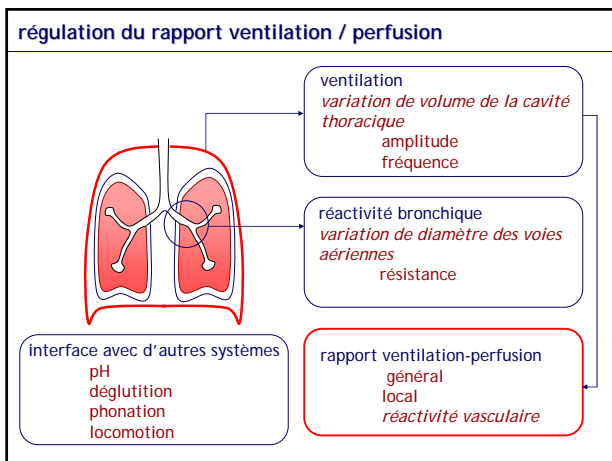 régulation du rapport ventilation / perfusion
ventilation
variation de volume de la cavité
thoracique
amplitude
fréquence
réactivité bronchique
variation de diamètre des voies
aériennes
résistance
interface avec d'autres systèmes
pH
déglutition
phonation
locomotion
rapport ventilation-perfusion
général
local
réactivité vasculaire